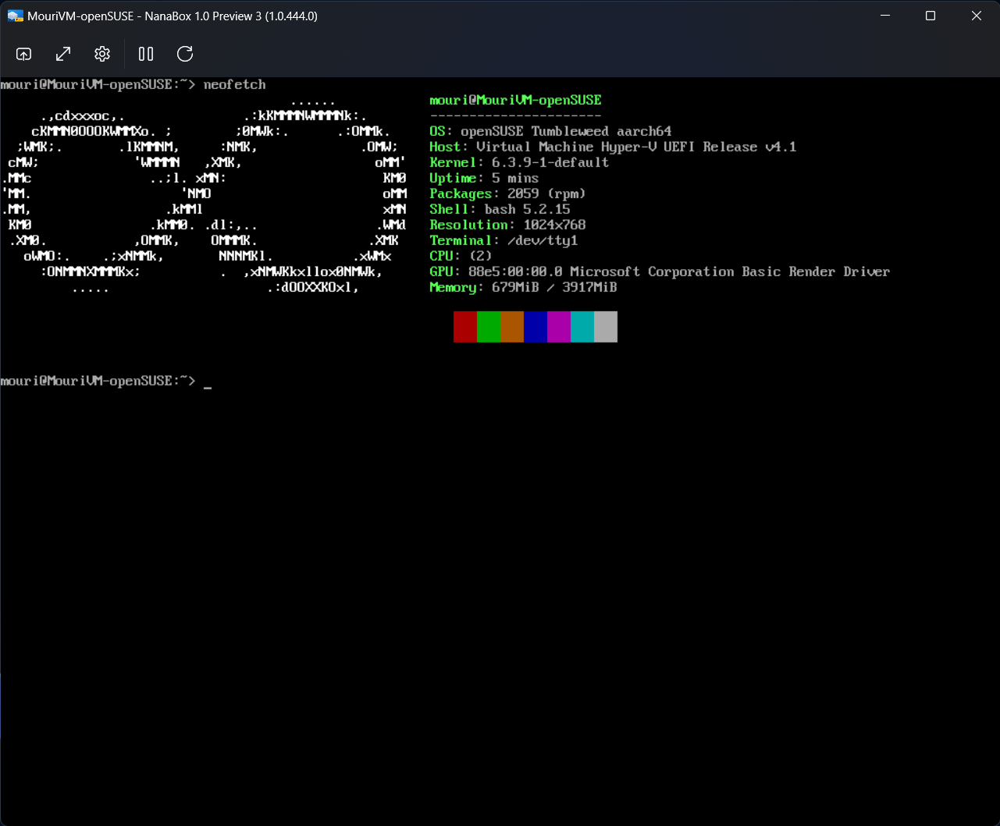 MouriVM-openSUSE - NanaBox 1.0 Preview 3 (1.0.444.0)
mouri@MouriVM-openSUSE:~> neofetch
......
mouri@MouriVM-openSUSE
.,cdxxxoc,. .:kKMMMNWMMMNk:. ----------------------
cKMMN0OOOKWMMXo. ; ;0MWk:. .:OMMk. OS: openSUSE Tumbleweed aarch64
;WMK;. .lKMMNM, :NMK, .OMW; Host: Virtual Machine Hyper-V UEFI Release v4.1
cMW; 'WMMMN ,XMK, oMM' Kernel: 6.3.9-1-default
.MMc ..;l. xMN: KM0 Uptime: 5 mins
'MM. 'NMO oMM Packages: 2059 (rpm)
.MM, .kMMl xMN Shell: bash 5.2.15
KM0 .kMM0. .dl:,.. .WMd Resolution: 1024x768
.XM0. ,OMMK, OMMMK. .XMK Terminal: /dev/tty1
oWMO:. .;xNMMk, NNNMKl. .xWMx CPU: (2)
:ONMMNXMMMKx; . ,xNMWKkxllox0NMWk, GPU: 88e5:00:00.0 Microsoft Corporation Basic Render Driver
..... .:dOOXXKOxl, Memory: 679MiB / 3917MiB
mouri@MouriVM-openSUSE:~> _